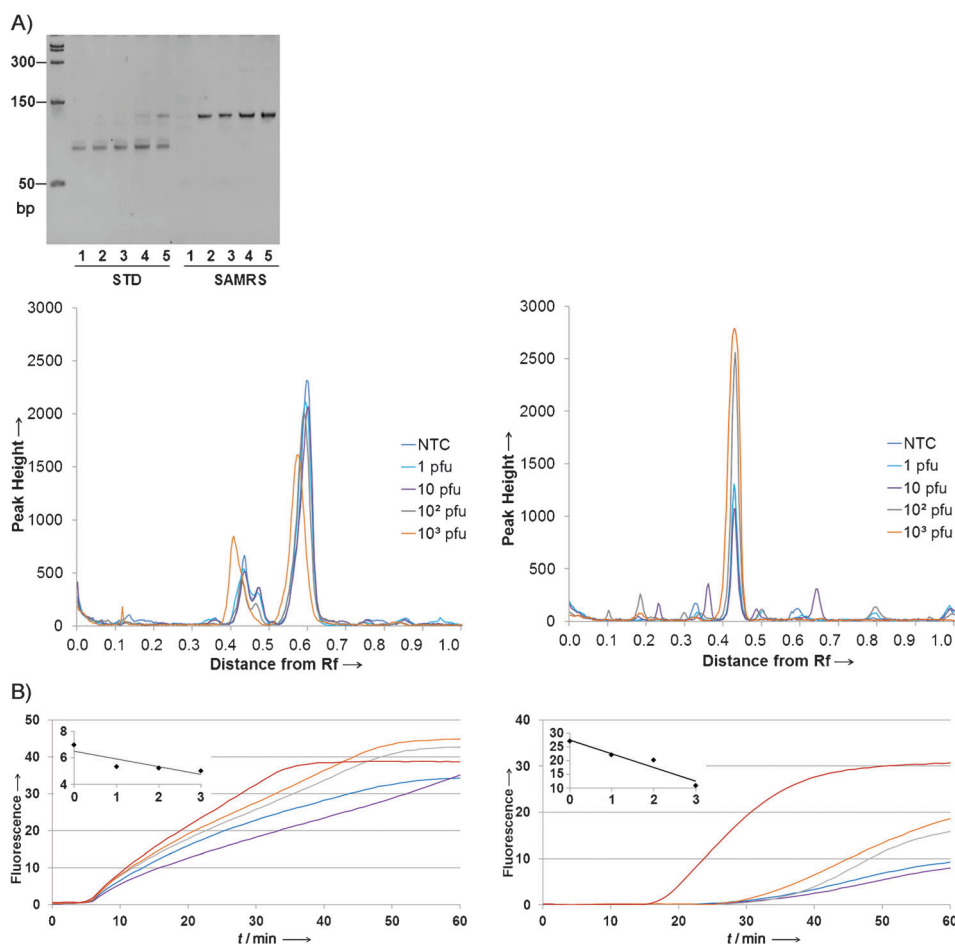 A)
300
150
50
bp
1 2 3 4 5 1 2 3 4 5
STD SAMRS
3000
2500
2000
1500
1000
500
0
Peak Height →
NTC
1 pfu
10 pfu
10² pfu
10³ pfu
0.0 0.1 0.2 0.3 0.4 0.5 0.6 0.7 0.8 0.9 1.0
Distance from Rf →
3000
2500
2000
1500
1000
500
0
Peak Height →
NTC
1 pfu
10 pfu
10² pfu
10³ pfu
0.0 0.1 0.2 0.3 0.4 0.5 0.6 0.7 0.8 0.9 1.0
Distance from Rf →
B)
50
40
30
20
10
0
Fluorescence →
8
6
4
0 1 2 3
0 10 20 30 40 50 60
t / min →
40
30
20
10
0
Fluorescence →
30
25
20
15
10
0 1 2 3
0 10 20 30 40 50 60
t / min →